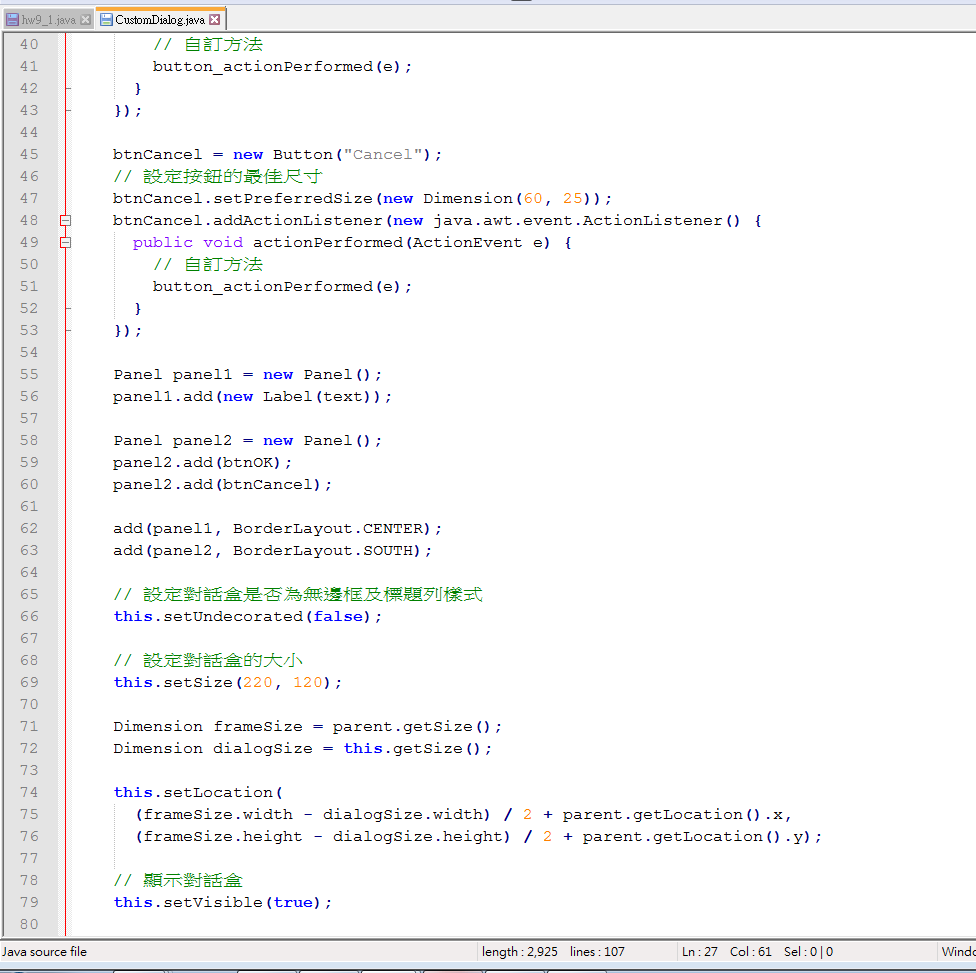 hw9_1.java CustomDialog.java
40 // 自訂方法
41 button_actionPerformed(e);
42 }
43 });
44
45 btnCancel = new Button("Cancel");
46 // 設定按鈕的最佳尺寸
47 btnCancel.setPreferredSize(new Dimension(60, 25));
48 btnCancel.addActionListener(new java.awt.event.ActionListener() {
49 public void actionPerformed(ActionEvent e) {
50 // 自訂方法
51 button_actionPerformed(e);
52 }
53 });
54
55 Panel panel1 = new Panel();
56 panel1.add(new Label(text));
57
58 Panel panel2 = new Panel();
59 panel2.add(btnOK);
60 panel2.add(btnCancel);
61
62 add(panel1, BorderLayout.CENTER);
63 add(panel2, BorderLayout.SOUTH);
64
65 // 設定對話盒是否為無邊框及標題列樣式
66 this.setUndecorated(false);
67
68 // 設定對話盒的大小
69 this.setSize(220, 120);
70
71 Dimension frameSize = parent.getSize();
72 Dimension dialogSize = this.getSize();
73
74 this.setLocation(
75 (frameSize.width - dialogSize.width) / 2 + parent.getLocation().x,
76 (frameSize.height - dialogSize.height) / 2 + parent.getLocation().y);
77
78 // 顯示對話盒
79 this.setVisible(true);
80
Java source file length : 2,925 lines : 107 Ln : 27 Col : 61 Sel : 0 | 0 Windo